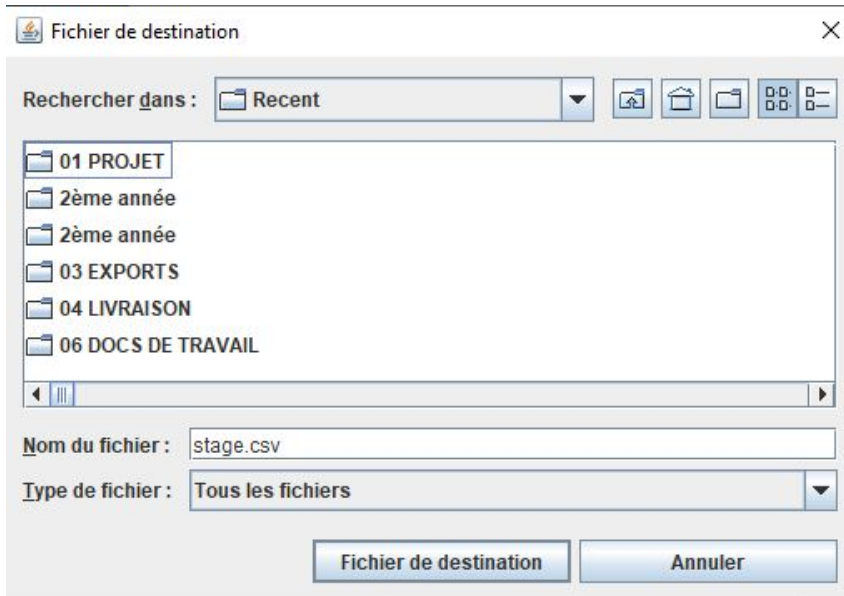 Fichier de destination
Rechercher dans : Recent
01 PROJET
2ème année
2ème année
03 EXPORTS
04 LIVRAISON
06 DOCS DE TRAVAIL
Nom du fichier : stage.csv
Type de fichier : Tous les fichiers
Fichier de destination Annuler